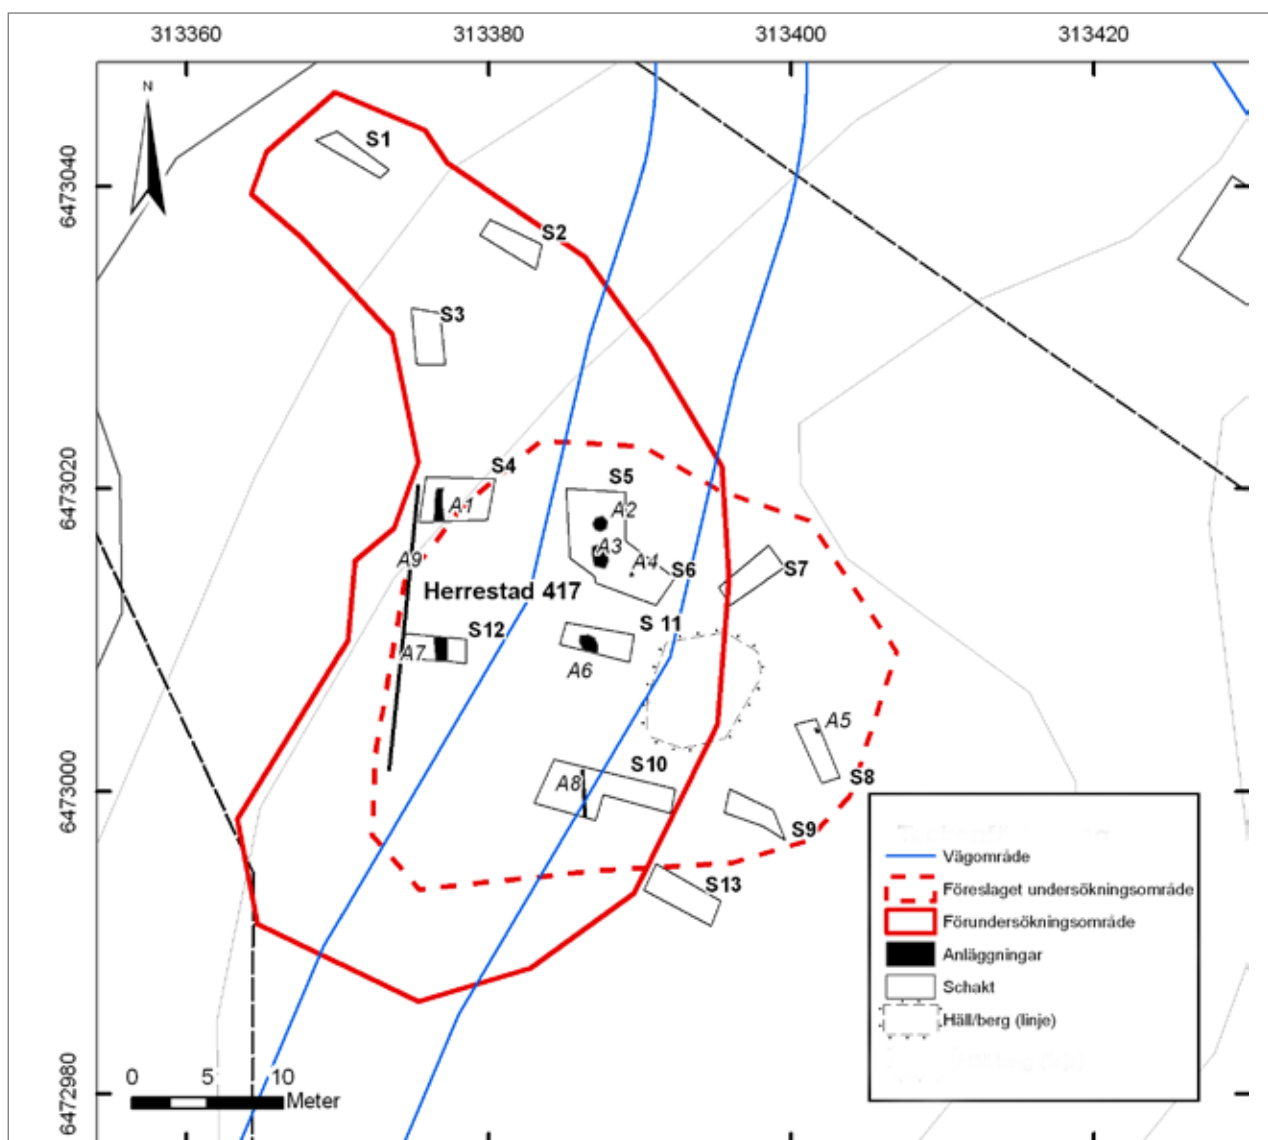 313360
313380
313400
313420
N
6473040
6473020
6473000
6472980
S1
S2
S3
S4
S5
A1
A2
A3
A4
A9
S6
S7
Herrestad 417
S12
S 11
A7
A6
A5
S10
S8
A8
S9
S13
Vägområde
Föreslaget undersökningsområde
Förundersökningsområde
Anläggningar
Schakt
Häll/berg (linje)
0 5 10
Meter